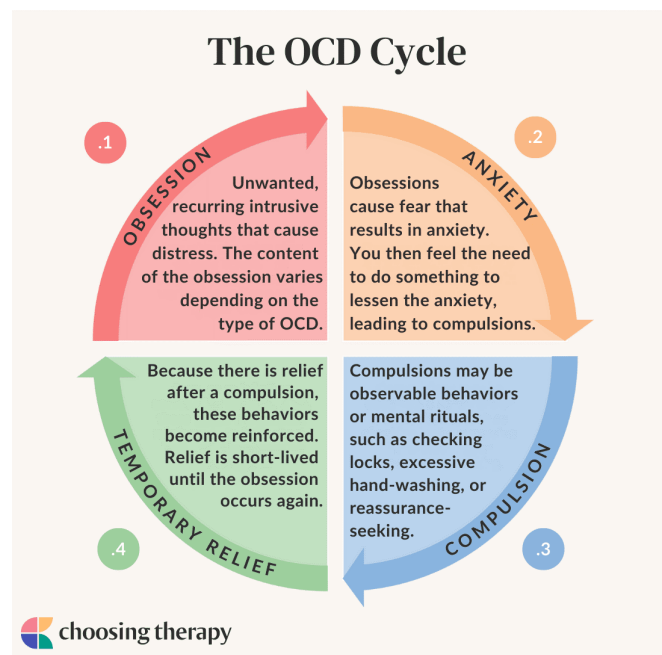 The OCD Cycle
.1
OBSESSION
Unwanted,
recurring intrusive
thoughts that cause
distress. The content
of the obsession varies
depending on the
type of OCD.
.2
ANXIETY
Obsessions
cause fear that
results in anxiety.
You then feel the need
to do something to
lessen the anxiety,
leading to compulsions.
.3
COMPULSION
Compulsions may be
observable behaviors
or mental rituals,
such as checking
locks, excessive
hand-washing, or
reassurance-
seeking.
.4
TEMPORARY RELIEF
Because there is relief
after a compulsion,
these behaviors
become reinforced.
Relief is short-lived
until the obsession
occurs again.
choosing therapy